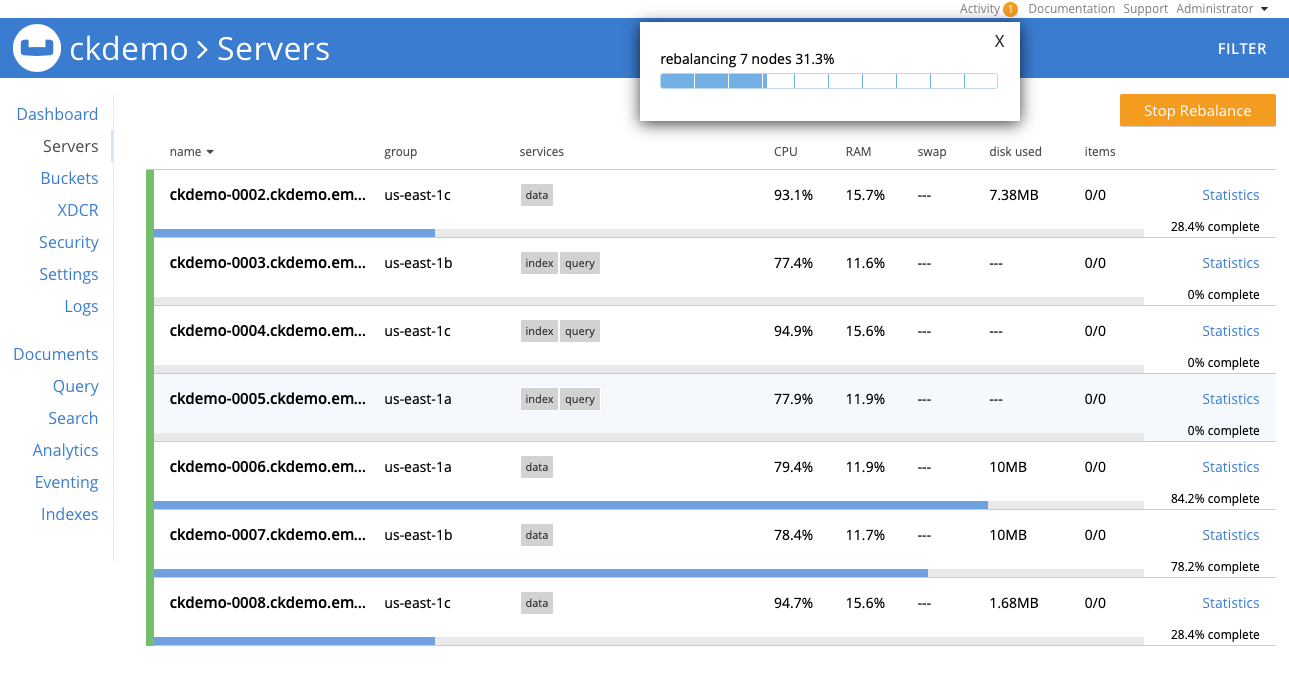 Activity 1 Documentation Support Administrator
ckdemo > Servers
FILTER
X
rebalancing 7 nodes 31.3%
Stop Rebalance
Dashboard
Servers
Buckets
XDCR
Security
Settings
Logs
Documents
Query
Search
Analytics
Eventing
Indexes
name group services CPU RAM swap disk used items
ckdemo-0002.ckdemo.em... us-east-1c data 93.1% 15.7% --- 7.38MB 0/0 Statistics
28.4% complete
ckdemo-0003.ckdemo.em... us-east-1b index query 77.4% 11.6% --- --- 0/0 Statistics
0% complete
ckdemo-0004.ckdemo.em... us-east-1c index query 94.9% 15.6% --- --- 0/0 Statistics
0% complete
ckdemo-0005.ckdemo.em... us-east-1a index query 77.9% 11.9% --- --- 0/0 Statistics
0% complete
ckdemo-0006.ckdemo.em... us-east-1a data 79.4% 11.9% --- 10MB 0/0 Statistics
84.2% complete
ckdemo-0007.ckdemo.em... us-east-1b data 78.4% 11.7% --- 10MB 0/0 Statistics
78.2% complete
ckdemo-0008.ckdemo.em... us-east-1c data 94.7% 15.6% --- 1.68MB 0/0 Statistics
28.4% complete